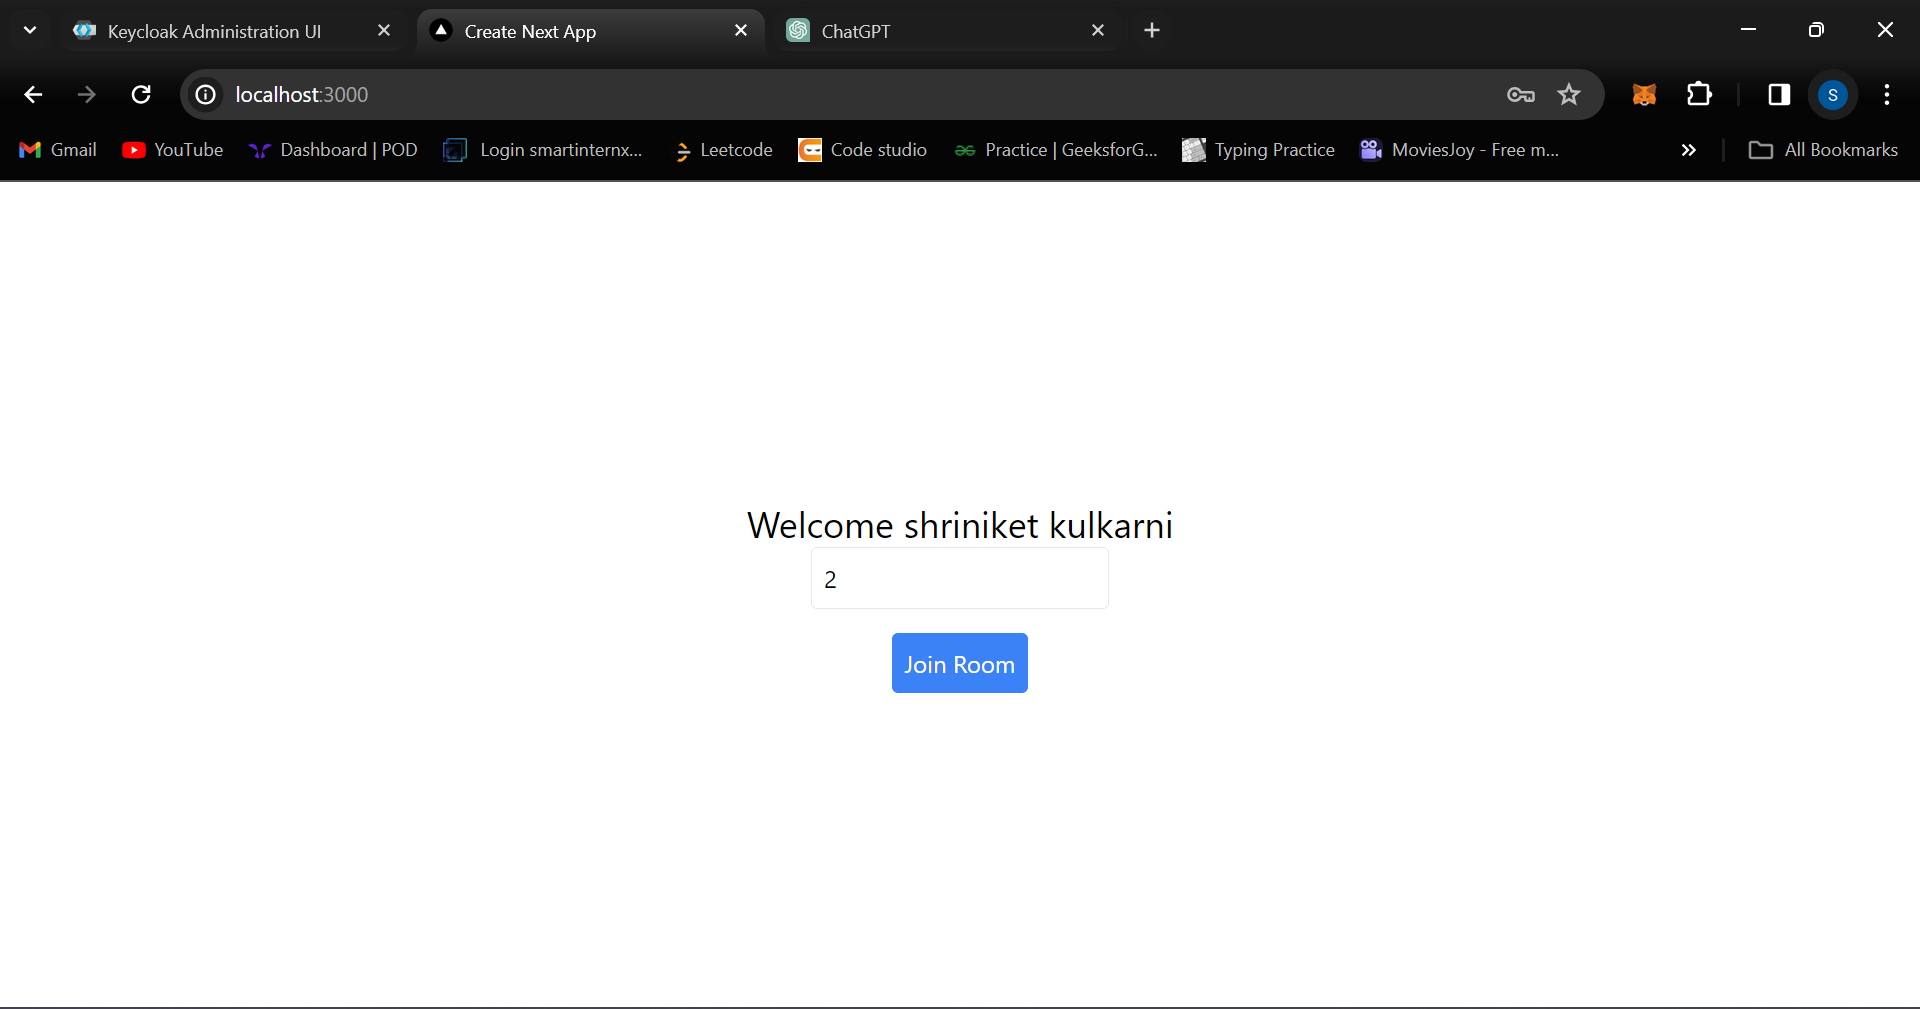 Keycloak Administration UI
Create Next App
ChatGPT
localhost:3000
S
Gmail
YouTube
Dashboard | POD
Login smartinternx...
Leetcode
Code studio
Practice | GeeksforG...
Typing Practice
MoviesJoy - Free m...
All Bookmarks
Welcome shriniket kulkarni
2
Join Room